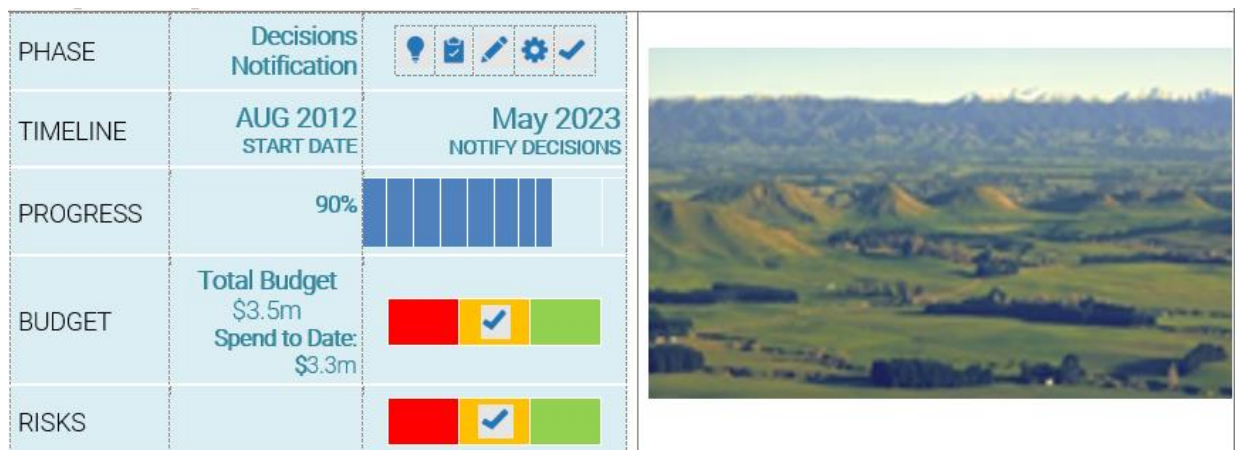 PHASE
Decisions
Notification
TIMELINE
AUG 2012
START DATE
May 2023
NOTIFY DECISIONS
PROGRESS
90%
BUDGET
Total Budget
$3.5m
Spend to Date:
$3.3m
RISKS